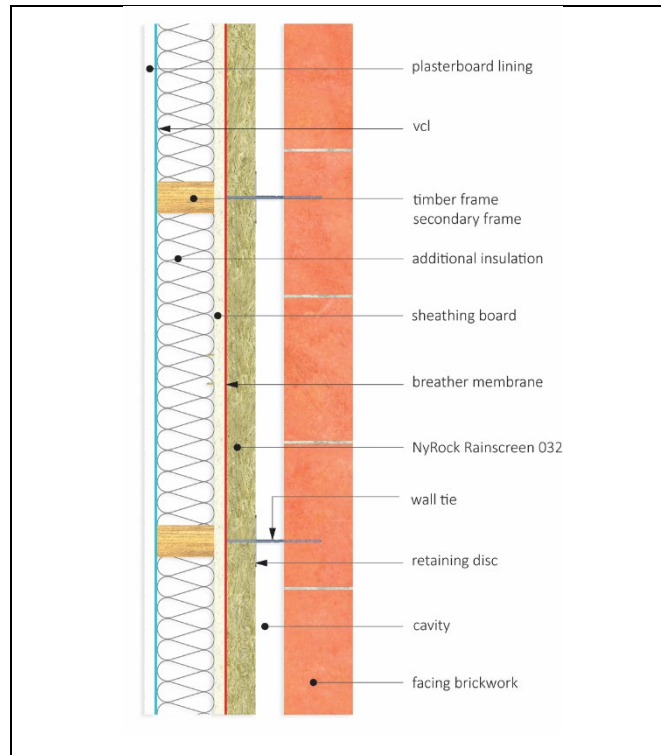 plasterboard lining
vcl
timber frame
secondary frame
additional insulation
sheathing board
breather membrane
NyRock Rainscreen 032
wall tie
retaining disc
cavity
facing brickwork